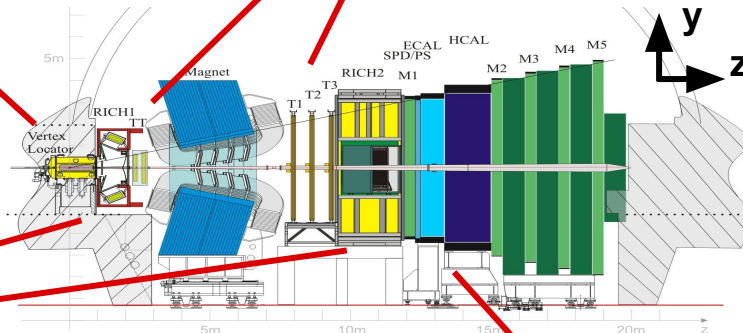 y
z
5m
Magnet
RICH1
TT
Vertex
Locator
T1
T2
T3
RICH2
SPD/PS
ECAL
HCAL
M1
M2
M3
M4
M5
5m
10m
15m
20m
z